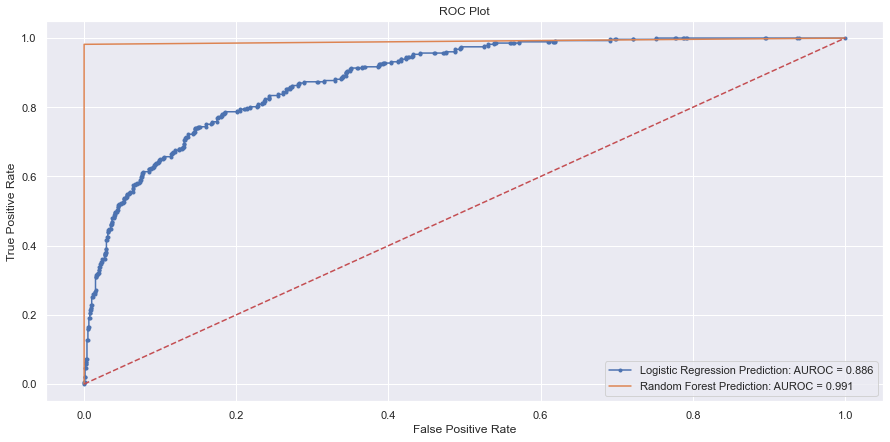 ROC Plot
True Positive Rate
1.0
0.8
0.6
0.4
0.2
0.0
0.0 0.2 0.4 0.6 0.8 1.0
False Positive Rate
Logistic Regression Prediction: AUROC = 0.886
Random Forest Prediction: AUROC = 0.991